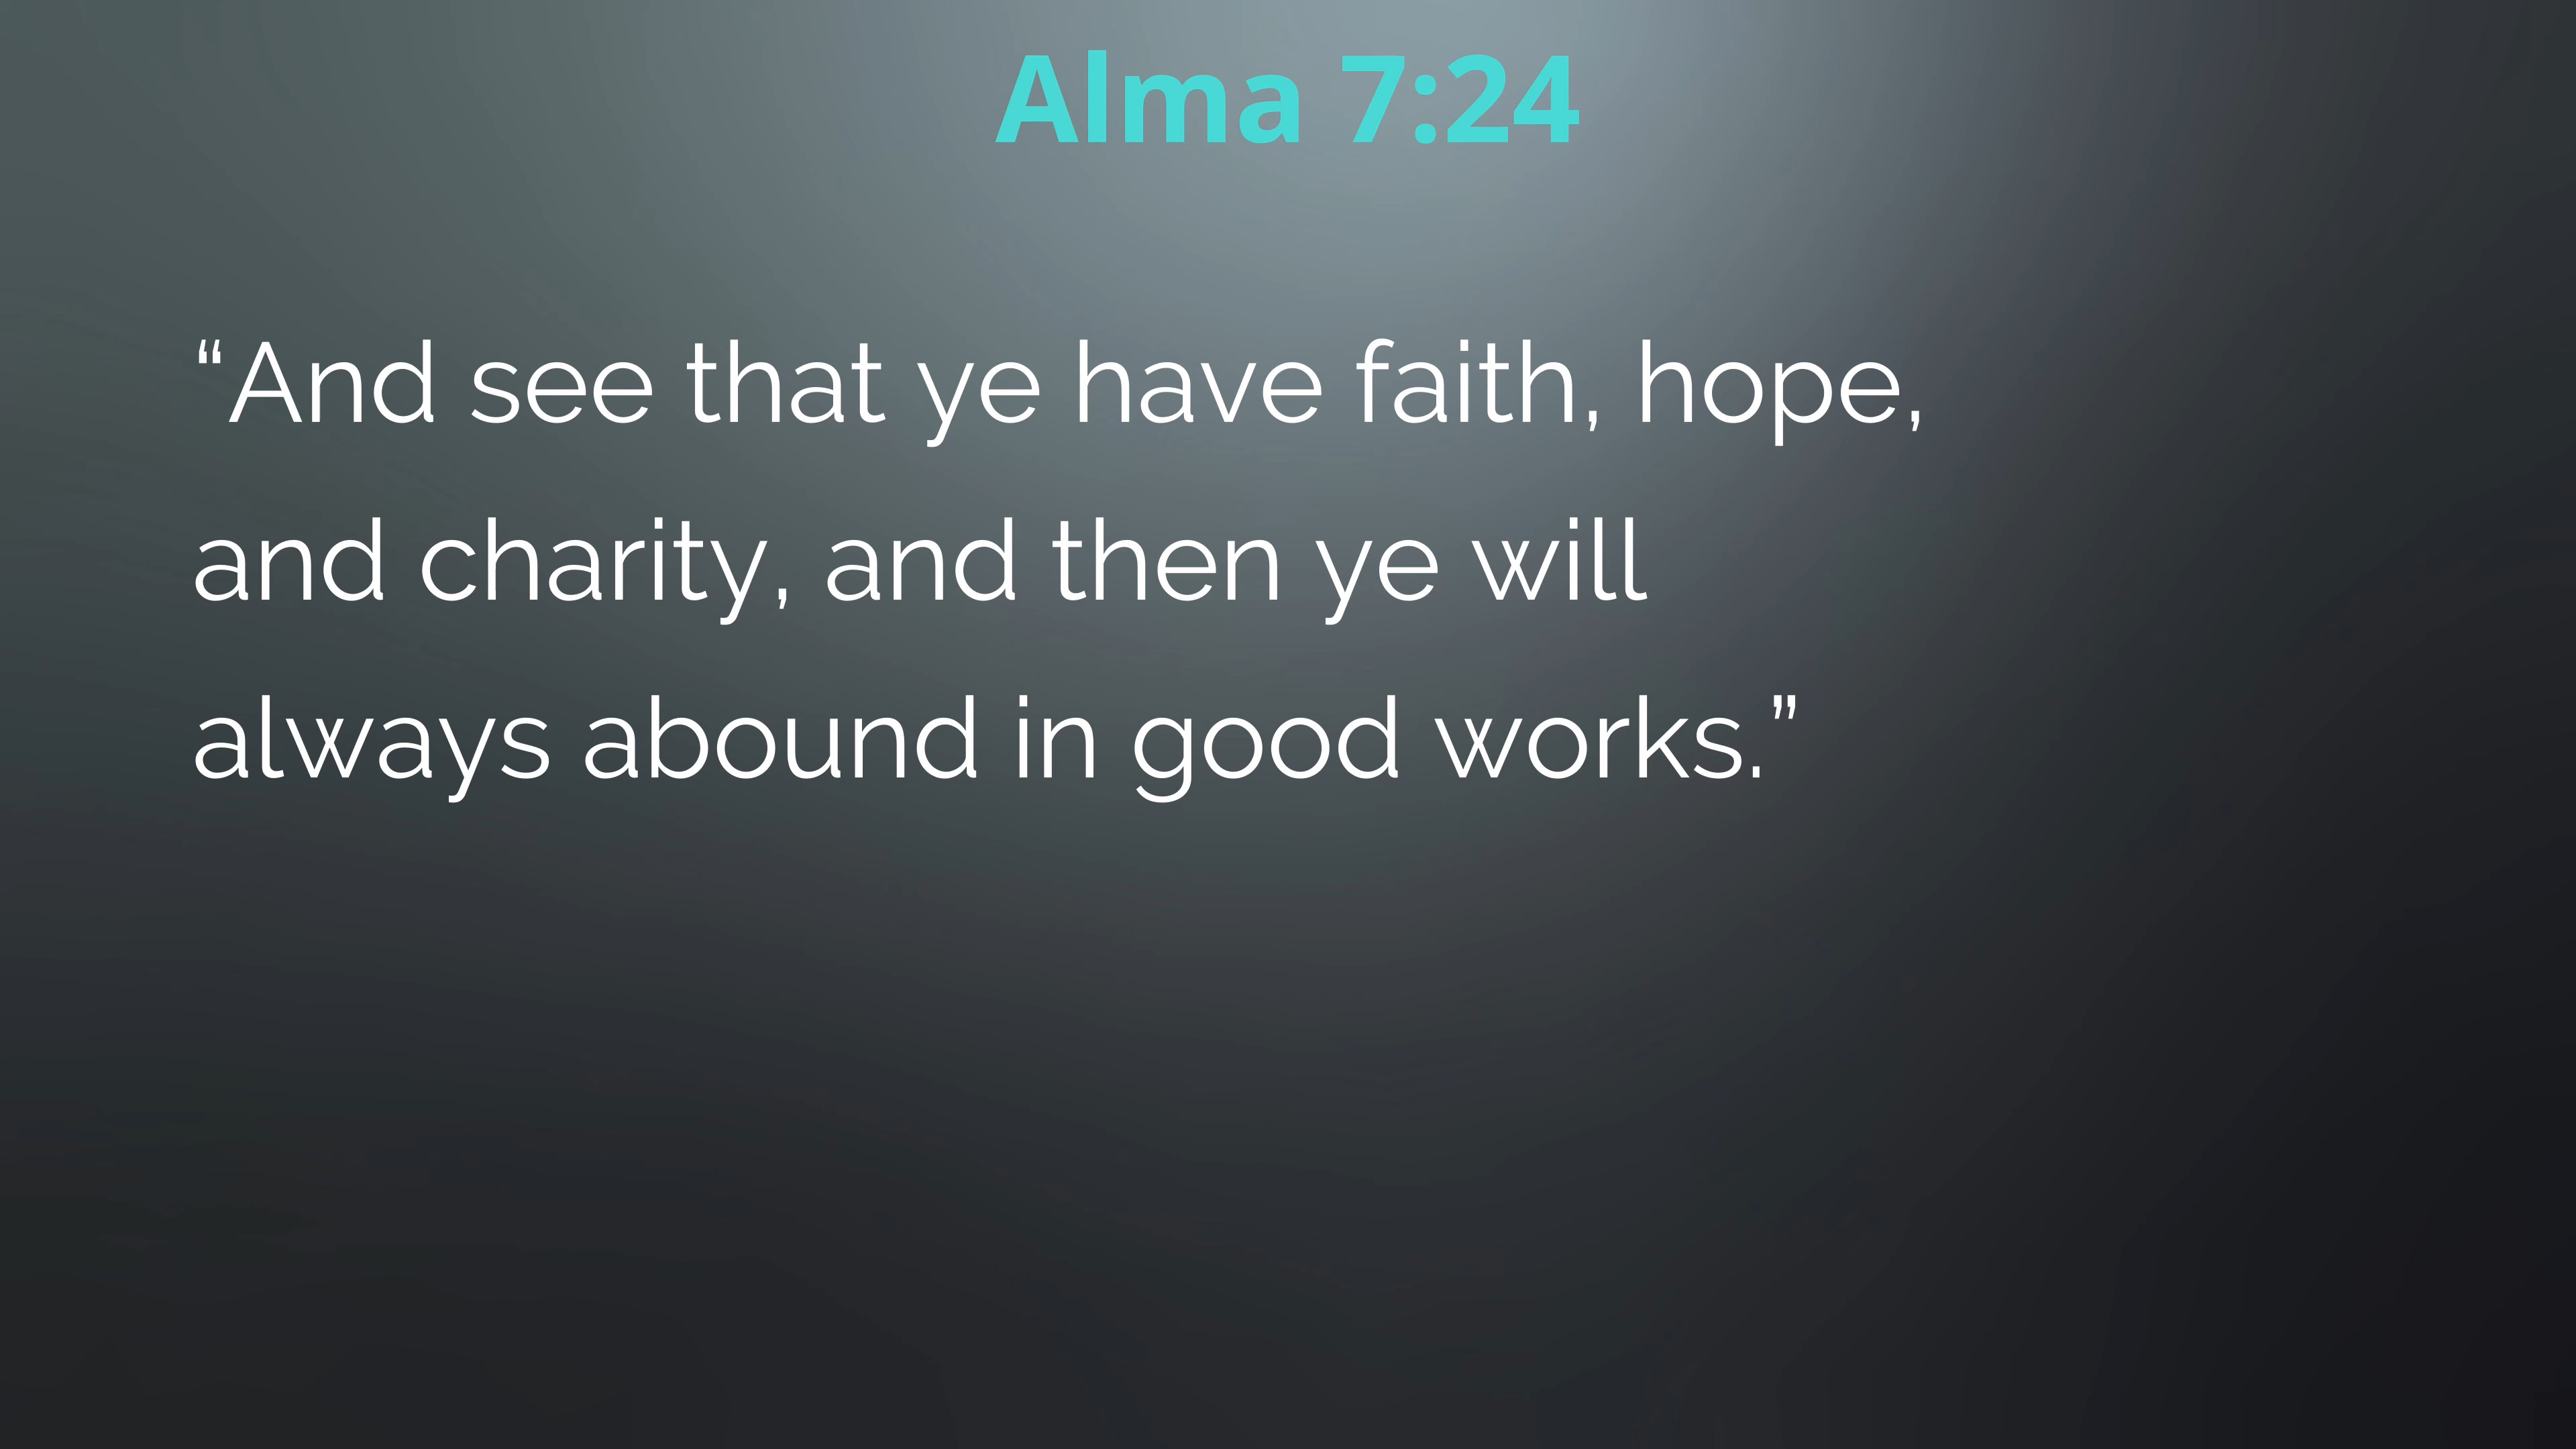 Alma 7:24
“And see that ye have faith, hope,
and charity, and then ye will
always abound in good works.”